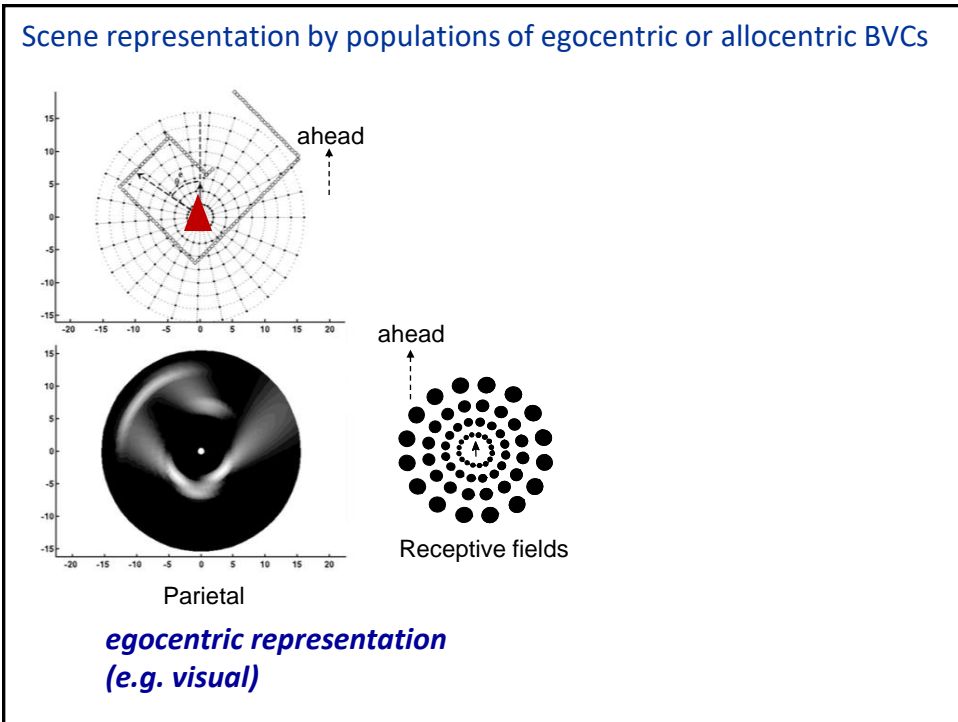 Scene representation by populations of egocentric or allocentric BVCs
ahead
15
10
5
0
-5
-10
-15
-20 -15 -10 -5 0 5 10 15 20
ahead
15
10
5
0
-5
-10
-15
-20 -15 -10 -5 0 5 10 15 20
Receptive fields
Parietal
egocentric representation
(e.g. visual)